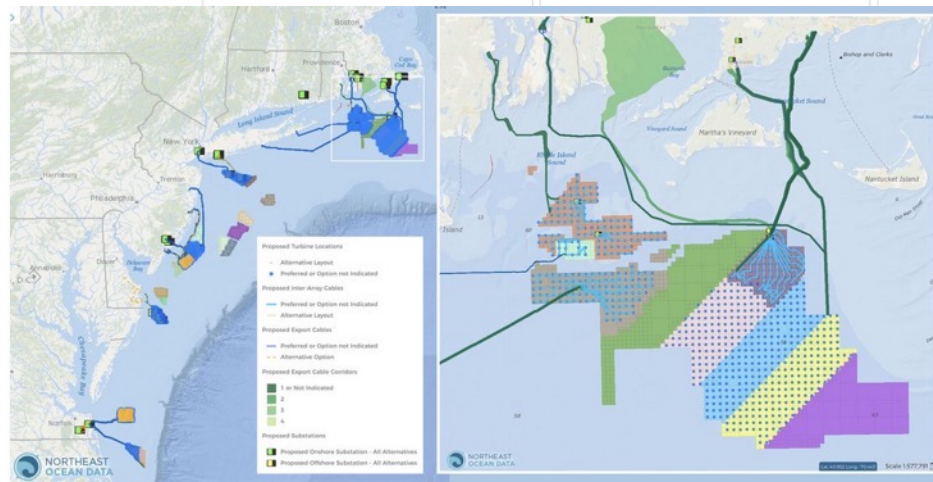 Boston
Cape
Cod Bay
Providence
Hartford
Long Island Sound
New York
Trenton
Harrisburg
Philadelphia
Dover
Delaware
Bay
Annapolis
D.C.
Chesapeake Bay
Norfolk
Proposed Turbine Locations
Alternative Layout
Preferred or Option not Indicated
Proposed Inter-Array Cables
Preferred or Option not Indicated
Alternative Layout
Proposed Export Cables
Preferred or Option not Indicated
Alternative Option
Proposed Export Cable Corridors
1 or Not Indicated
2
3
4
Proposed Substations
Proposed Onshore Substation - All Alternatives
Proposed Offshore Substation - All Alternatives
NORTHEAST
OCEAN DATA
Buzzards
Bay
Bishop and Clerks
Vineyard Sound
Martha's Vineyard
Rhode Island
Sound
Nantucket Island
Island
NORTHEAST
OCEAN DATA